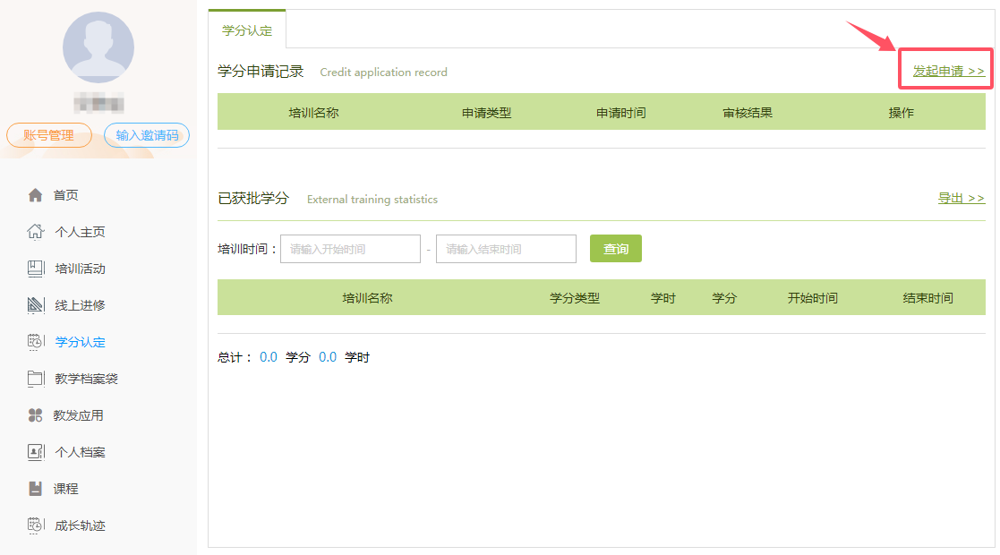 账号管理
输入邀请码
首页
个人主页
培训活动
线上进修
学分认定
教学档案袋
教发应用
个人档案
课程
成长轨迹
学分认定
学分申请记录 Credit application record 发起申请 >>
培训名称 申请类型 申请时间 审核结果 操作
已获批学分 External training statistics 导出 >>
培训时间： 请输入开始时间 - 请输入结束时间 查询
培训名称 学分类型 学时 学分 开始时间 结束时间
总计： 0.0 学分 0.0 学时